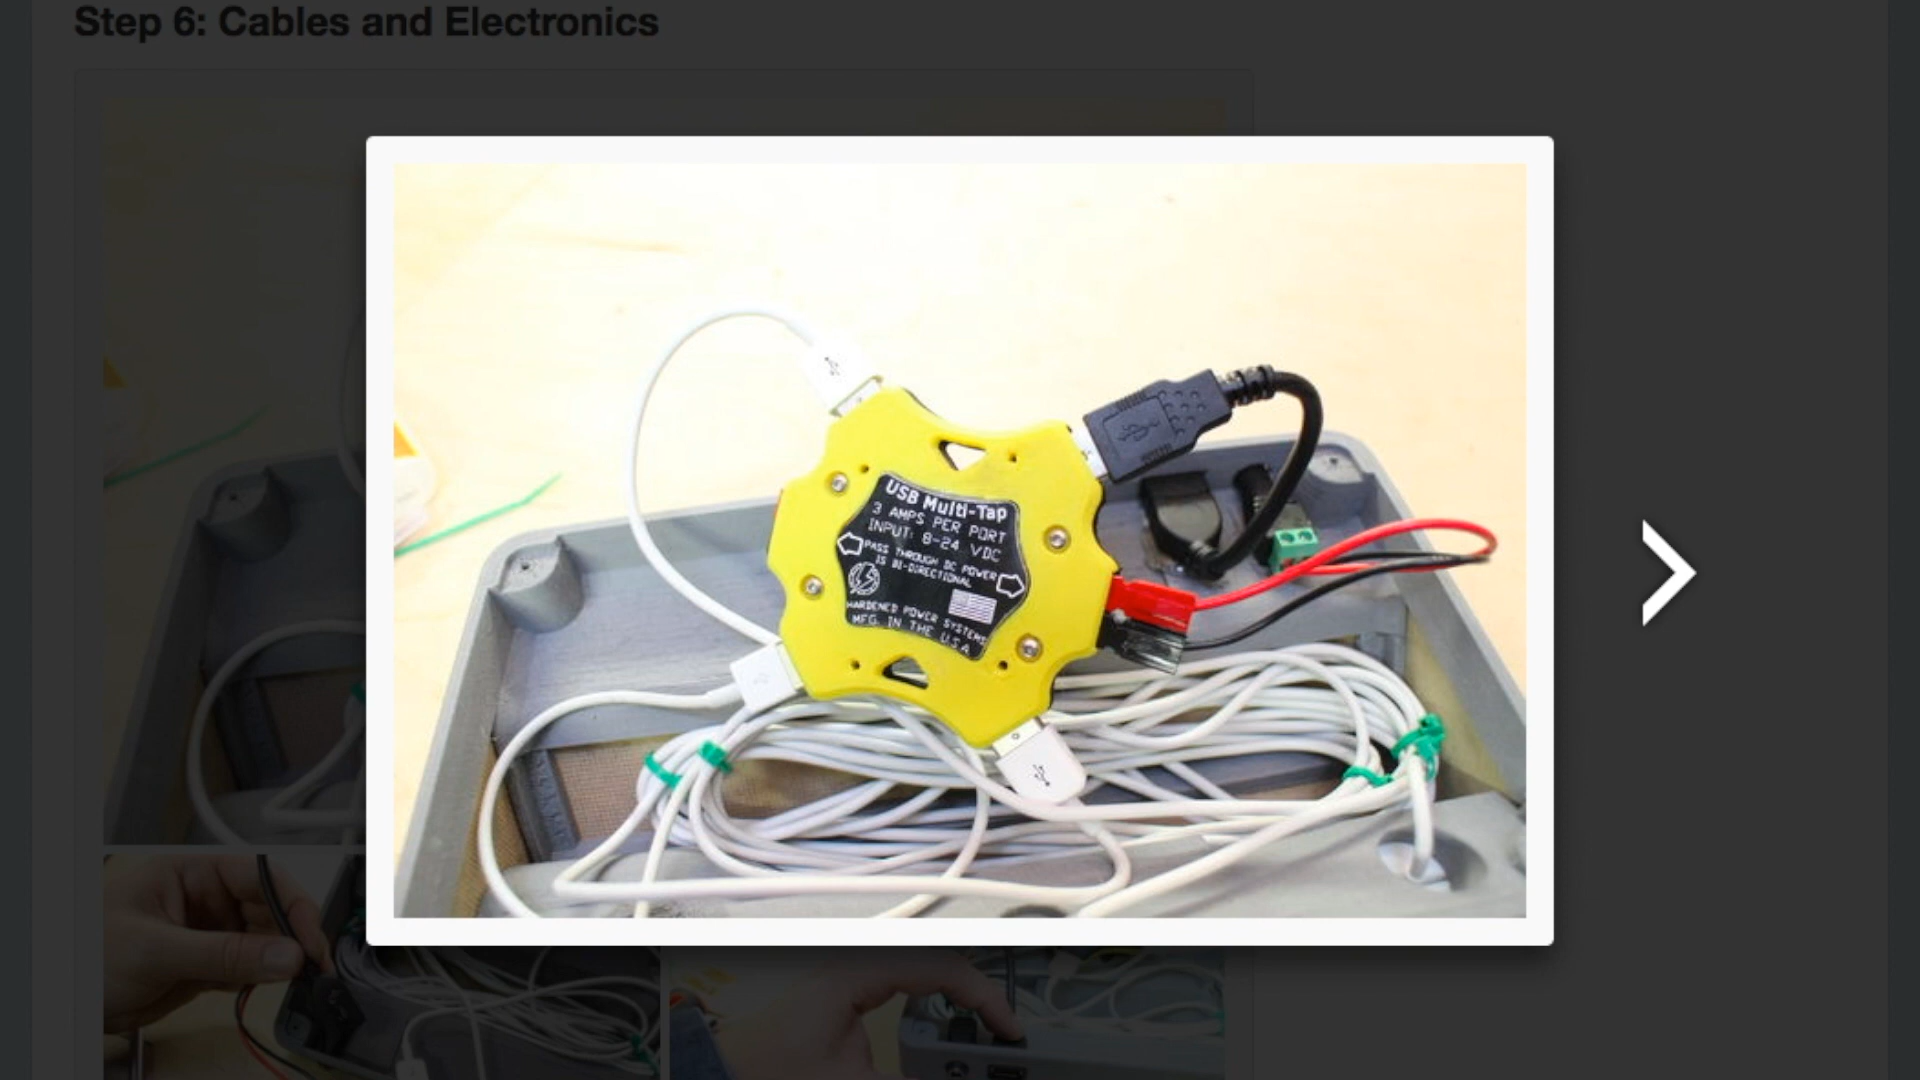 Step 6: Cables and Electronics
USB Multi-Tap
3 AMPS PER PORT
INPUT: 8-24 VDC
PASS THROUGH DC POWER
IS BI-DIRECTIONAL
HARDENED POWER SYSTEMS
MFG. IN THE U.S.A